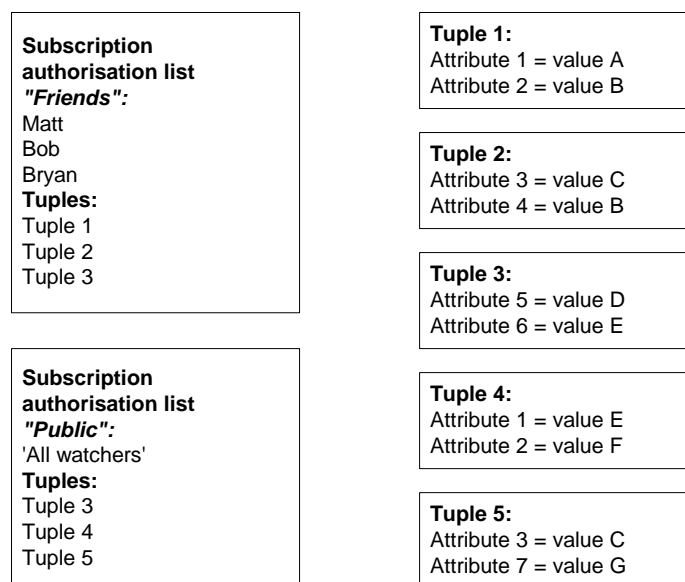 Subscription
authorisation list
"Friends":
Matt
Bob
Bryan
Tuples:
Tuple 1
Tuple 2
Tuple 3
Subscription
authorisation list
"Public":
'All watchers'
Tuples:
Tuple 3
Tuple 4
Tuple 5
Tuple 1:
Attribute 1 = value A
Attribute 2 = value B
Tuple 2:
Attribute 3 = value C
Attribute 4 = value B
Tuple 3:
Attribute 5 = value D
Attribute 6 = value E
Tuple 4:
Attribute 1 = value E
Attribute 2 = value F
Tuple 5:
Attribute 3 = value C
Attribute 7 = value G